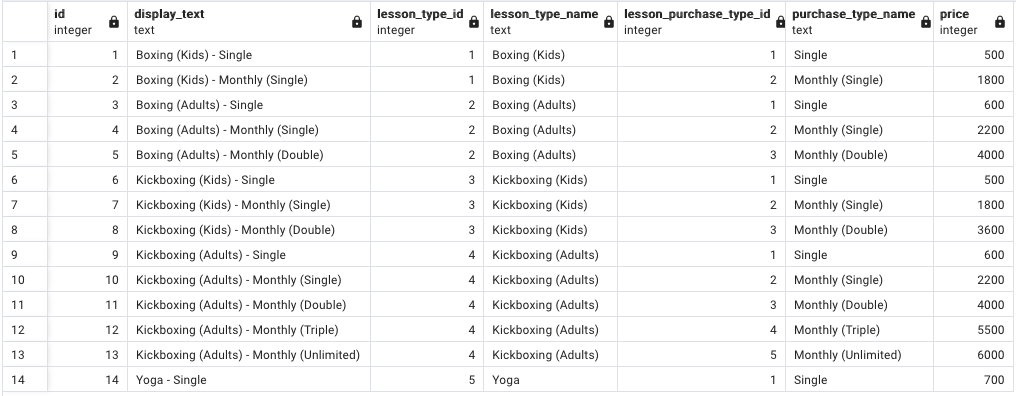 id display_text lesson_type_id lesson_type_name lesson_purchase_type_id purchase_type_name price
integer text integer text integer text integer
1 1 Boxing (Kids) - Single 1 Boxing (Kids) 1 Single 500
2 2 Boxing (Kids) - Monthly (Single) 1 Boxing (Kids) 2 Monthly (Single) 1800
3 3 Boxing (Adults) - Single 2 Boxing (Adults) 1 Single 600
4 4 Boxing (Adults) - Monthly (Single) 2 Boxing (Adults) 2 Monthly (Single) 2200
5 5 Boxing (Adults) - Monthly (Double) 2 Boxing (Adults) 3 Monthly (Double) 4000
6 6 Kickboxing (Kids) - Single 3 Kickboxing (Kids) 1 Single 500
7 7 Kickboxing (Kids) - Monthly (Single) 3 Kickboxing (Kids) 2 Monthly (Single) 1800
8 8 Kickboxing (Kids) - Monthly (Double) 3 Kickboxing (Kids) 3 Monthly (Double) 3600
9 9 Kickboxing (Adults) - Single 4 Kickboxing (Adults) 1 Single 600
10 10 Kickboxing (Adults) - Monthly (Single) 4 Kickboxing (Adults) 2 Monthly (Single) 2200
11 11 Kickboxing (Adults) - Monthly (Double) 4 Kickboxing (Adults) 3 Monthly (Double) 4000
12 12 Kickboxing (Adults) - Monthly (Triple) 4 Kickboxing (Adults) 4 Monthly (Triple) 5500
13 13 Kickboxing (Adults) - Monthly (Unlimited) 4 Kickboxing (Adults) 5 Monthly (Unlimited) 6000
14 14 Yoga - Single 5 Yoga 1 Single 700